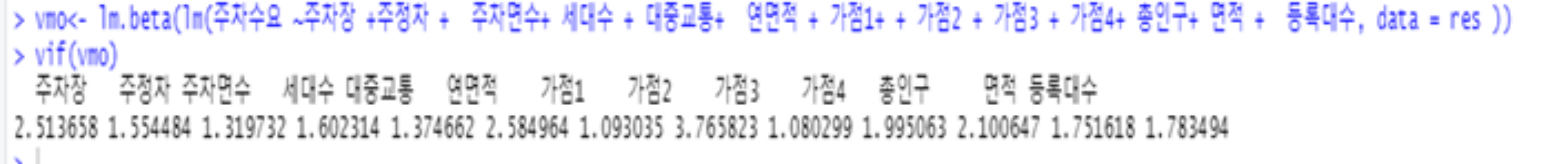 > vmo<- lm.beta(lm(주차수요 ~주차장 +주정차 +  주차면수+ 세대수 + 대중교통+  연면적 + 가점1+ + 가점2 + 가점3 + 가점4+ 총인구+ 면적 +  등록대수, data = res ))
> vif(vmo)
주차장 주정차 주차면수 세대수 대중교통 연면적 가점1 가점2 가점3 가점4 총인구 면적 등록대수
2.513658 1.554484 1.319732 1.602314 1.374662 2.584964 1.093035 3.765823 1.080299 1.995063 2.100647 1.751618 1.783494
>